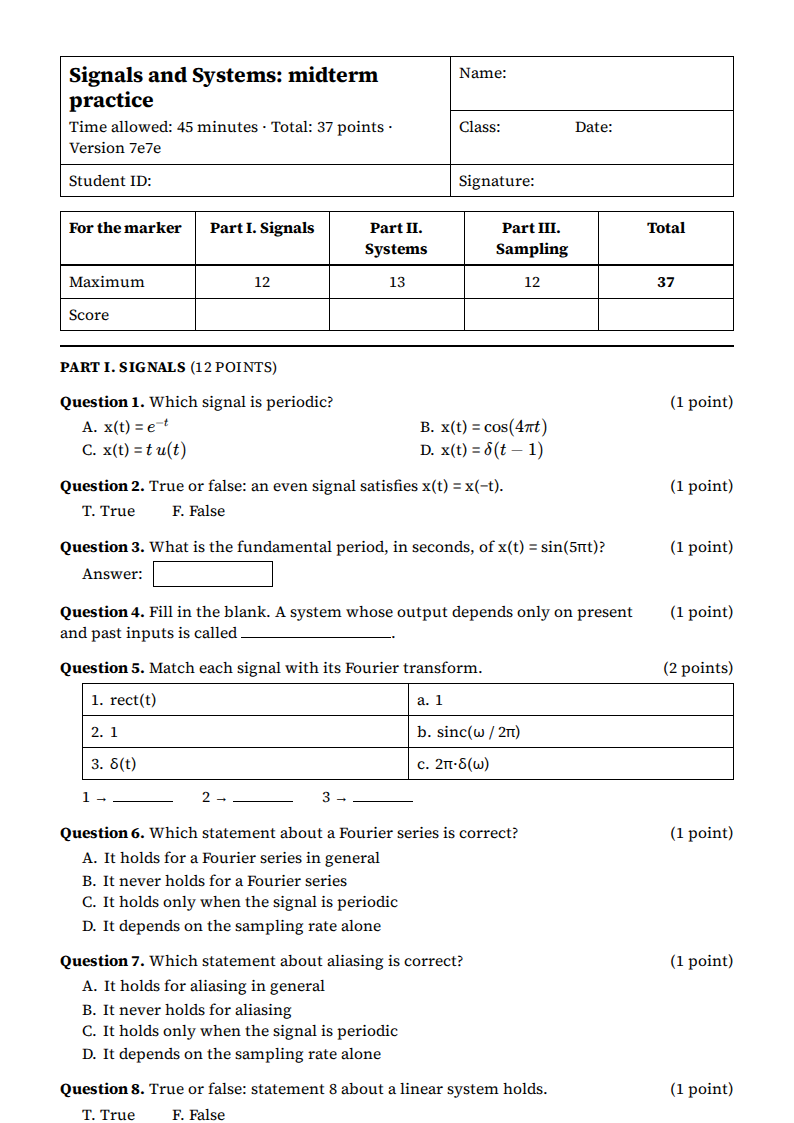 Signals and Systems: midterm
practice
Time allowed: 45 minutes · Total: 37 points ·
Version 7e7e
Name:
Class: Date:
Student ID:
Signature:
For the marker Part I. Signals Part II. Systems Part III. Sampling Total
Maximum 12 13 12 37
Score
PART I. SIGNALS (12 POINTS)
Question 1. Which signal is periodic? (1 point)
A. x(t) = e^{−t} B. x(t) = cos(4πt)
C. x(t) = t u(t) D. x(t) = δ(t − 1)
Question 2. True or false: an even signal satisfies x(t) = x(−t). (1 point)
T. True F. False
Question 3. What is the fundamental period, in seconds, of x(t) = sin(5πt)? (1 point)
Answer:
Question 4. Fill in the blank. A system whose output depends only on present (1 point)
and past inputs is called ____________________.
Question 5. Match each signal with its Fourier transform. (2 points)
1. rect(t) a. 1
2. 1 b. sinc(ω / 2π)
3. δ(t) c. 2π·δ(ω)
1 → ________ 2 → ________ 3 → ________
Question 6. Which statement about a Fourier series is correct? (1 point)
A. It holds for a Fourier series in general
B. It never holds for a Fourier series
C. It holds only when the signal is periodic
D. It depends on the sampling rate alone
Question 7. Which statement about aliasing is correct? (1 point)
A. It holds for aliasing in general
B. It never holds for aliasing
C. It holds only when the signal is periodic
D. It depends on the sampling rate alone
Question 8. True or false: statement 8 about a linear system holds. (1 point)
T. True F. False